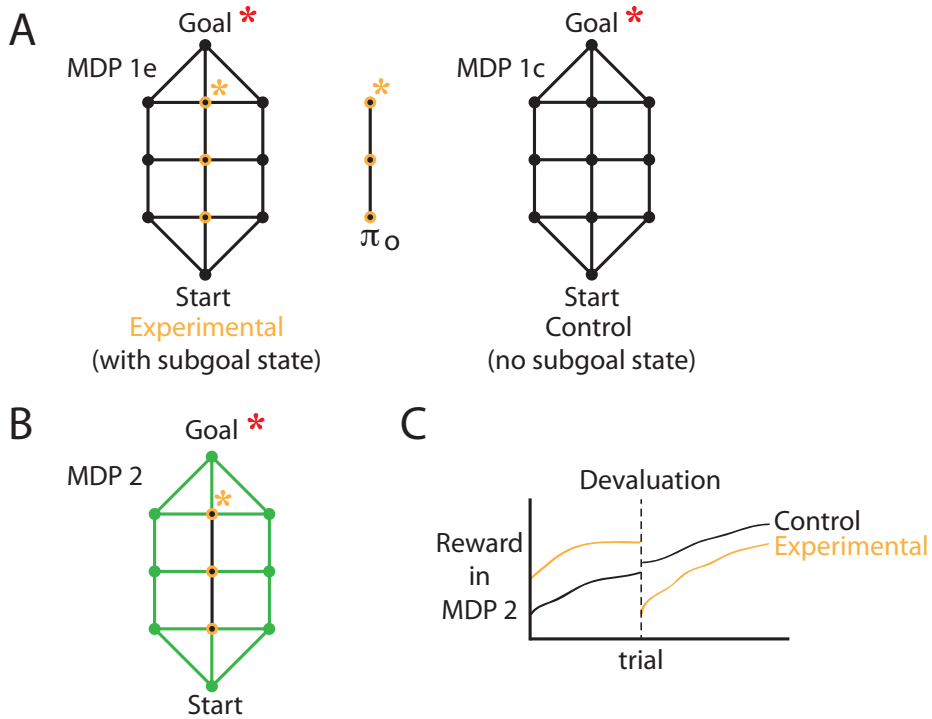 A
Goal *
MDP 1e
*
Start
Experimental
(with subgoal state)
*
πo
Goal *
MDP 1c
Start
Control
(no subgoal state)
B
Goal *
MDP 2
*
Start
C
Devaluation
Reward
in
MDP 2
Control
Experimental
trial